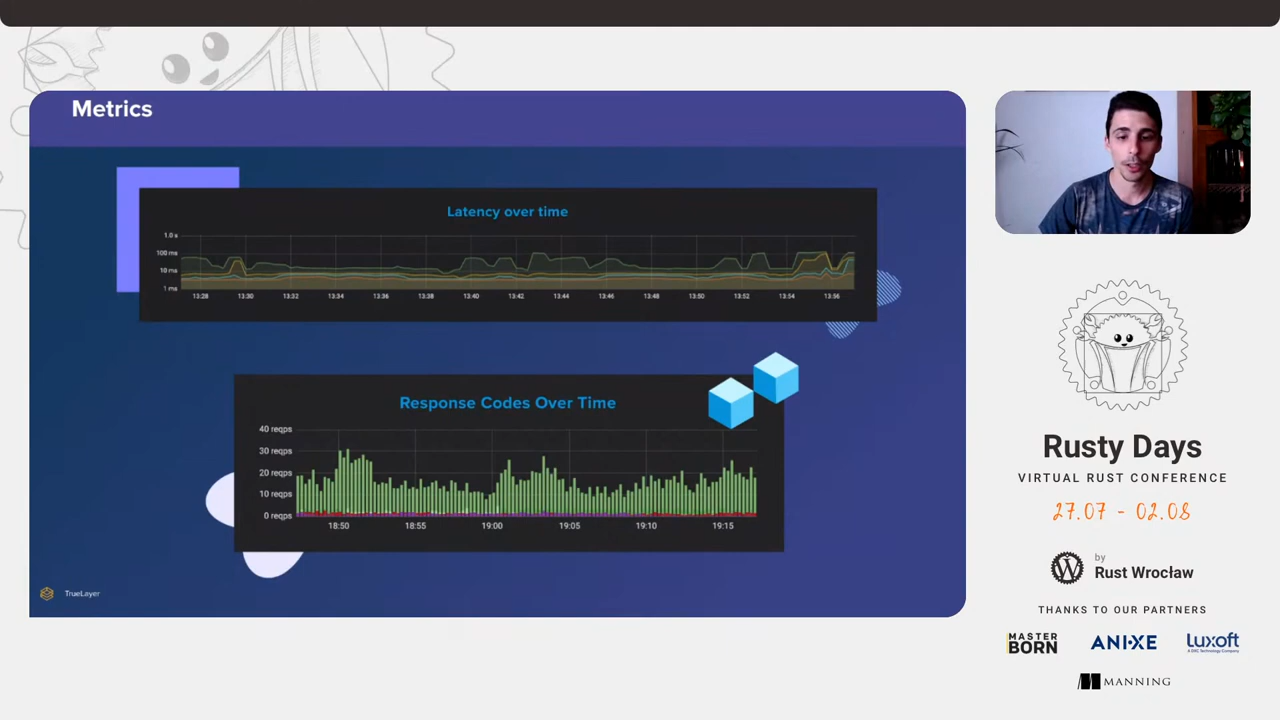 Metrics
Latency over time
1.0 s
100 ms
10 ms
1 ms
13:28 13:30 13:32 13:34 13:36 13:38 13:40 13:42 13:44 13:46 13:48 13:50 13:52 13:54 13:56
Response Codes Over Time
40 reqps
30 reqps
20 reqps
10 reqps
0 reqps
18:50 18:55 19:00 19:05 19:10 19:15
TrueLayer
Rusty Days
VIRTUAL RUST CONFERENCE
27.07 - 02.08
by
Rust Wrocław
THANKS TO OUR PARTNERS
MASTER
BORN
ANIXE
luxoft
A DXC Technology Company
MANNING